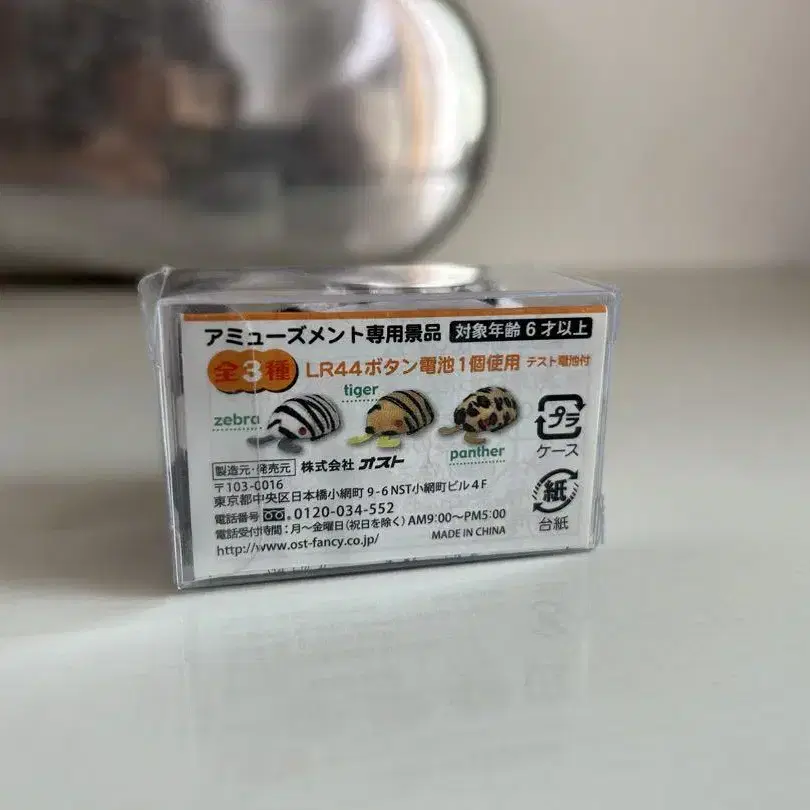 アミューズメント専用景品 対象年齢6才以上
全3種 LR44ボタン電池1個使用 テスト電池付
zebra tiger panther
プラ
ケース
製造元・発売元 株式会社 オスト
〒103-0016
東京都中央区日本橋小網町9-6 NST小網町ビル4F
電話番号 0120-034-552
電話受付時間:月〜金曜日(祝日を除く)AM9:00〜PM5:00
http://www.ost-fancy.co.jp/ MADE IN CHINA
紙
台紙